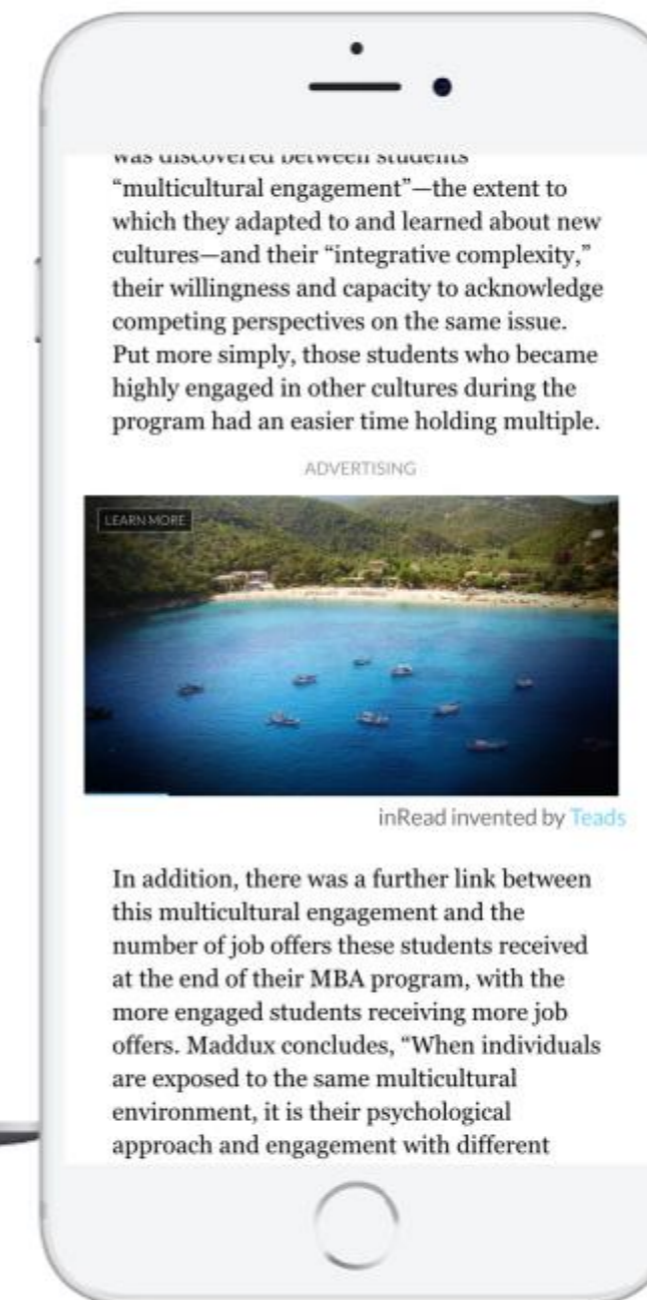 was discovered between students
“multicultural engagement”—the extent to
which they adapted to and learned about new
cultures—and their “integrative complexity,”
their willingness and capacity to acknowledge
competing perspectives on the same issue.
Put more simply, those students who became
highly engaged in other cultures during the
program had an easier time holding multiple.
ADVERTISING
LEARN MORE
inRead invented by Teads
In addition, there was a further link between
this multicultural engagement and the
number of job offers these students received
at the end of their MBA program, with the
more engaged students receiving more job
offers. Maddux concludes, “When individuals
are exposed to the same multicultural
environment, it is their psychological
approach and engagement with different